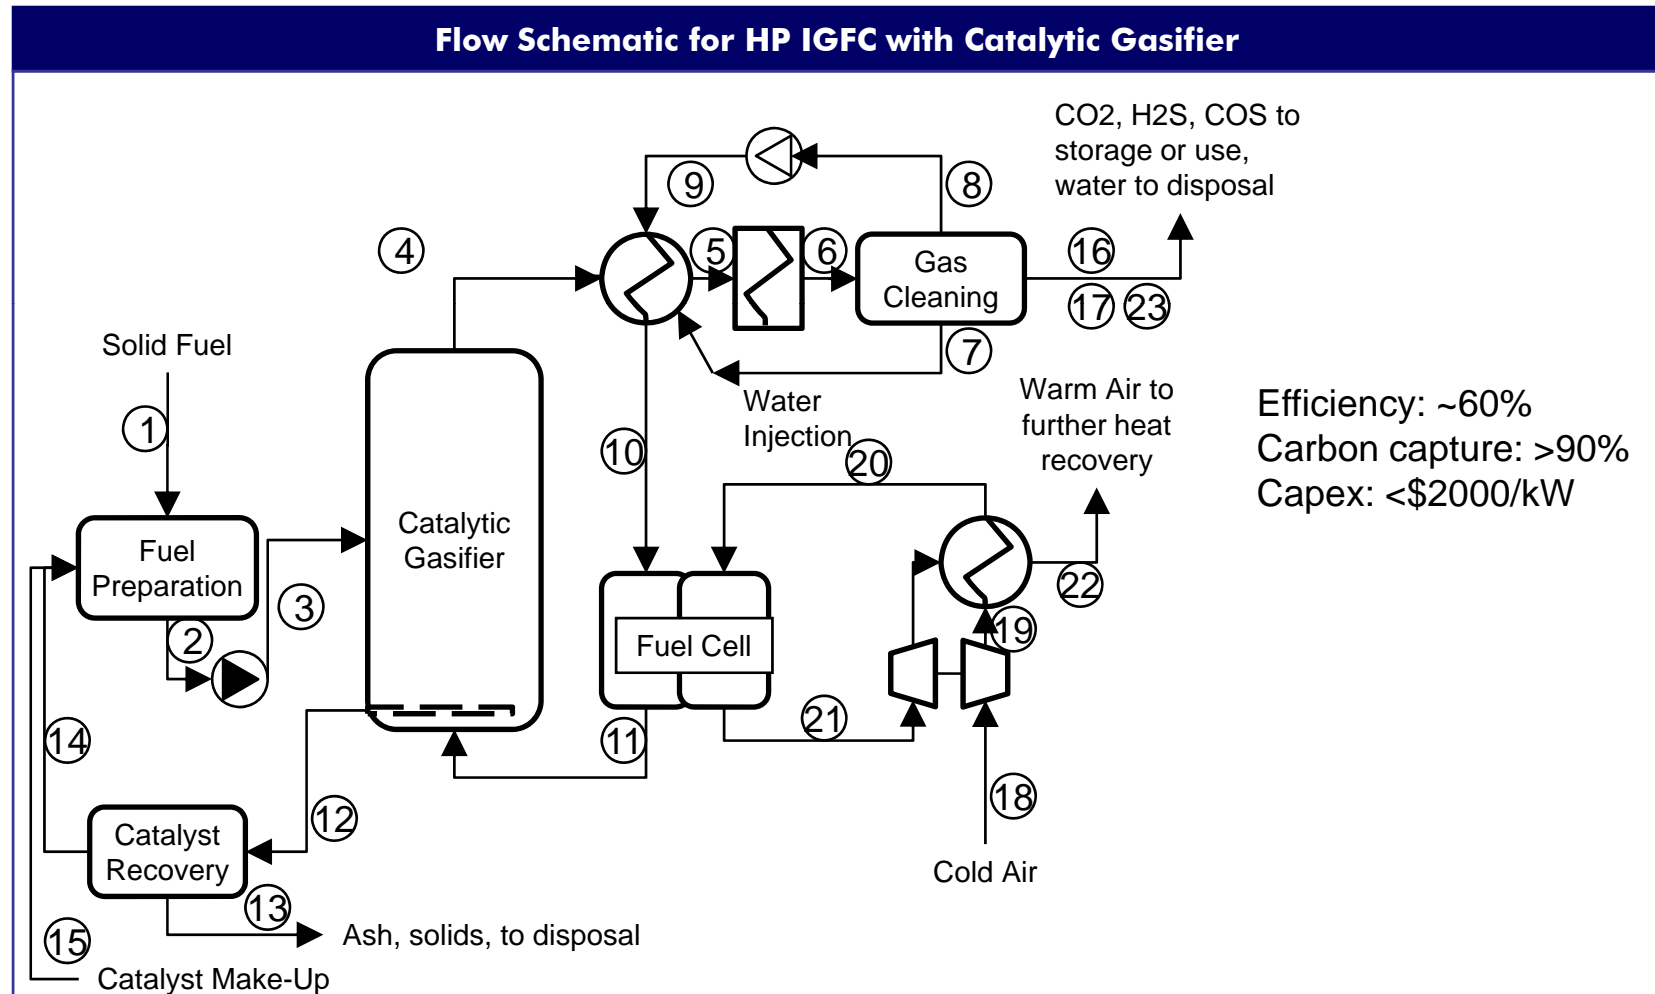 Flow Schematic for HP IGFC with Catalytic Gasifier
CO2, H2S, COS to
storage or use,
water to disposal
9
8
4
5
6
Gas
Cleaning
16
17
23
7
Solid Fuel
Water
Injection
Warm Air to
further heat
recovery
Efficiency: ~60%
Carbon capture: >90%
Capex: <$2000/kW
1
10
20
Catalytic
Gasifier
Fuel
Preparation
3
22
2
Fuel Cell
19
14
11
21
12
18
Catalyst
Recovery
Cold Air
13
15
Ash, solids, to disposal
Catalyst Make-Up